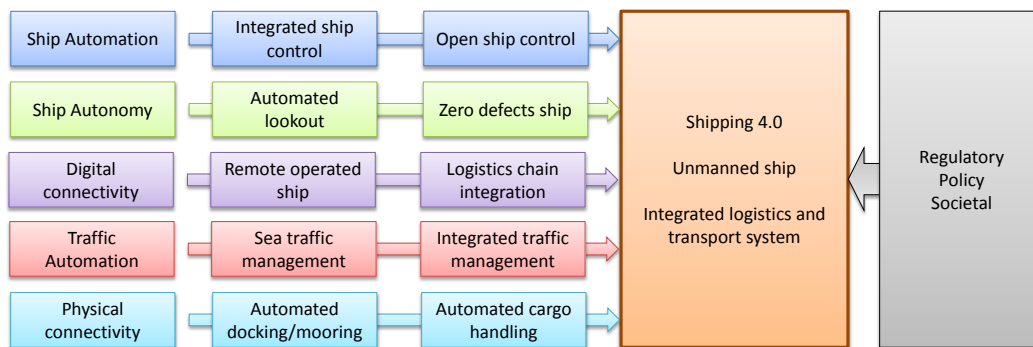 Ship Automation
Integrated ship
control
Open ship control
Ship Autonomy
Automated
lookout
Zero defects ship
Digital
connectivity
Remote operated
ship
Logistics chain
integration
Traffic
Automation
Sea traffic
management
Integrated traffic
management
Physical
connectivity
Automated
docking/mooring
Automated cargo
handling
Shipping 4.0
Unmanned ship
Integrated logistics and
transport system
Regulatory
Policy
Societal